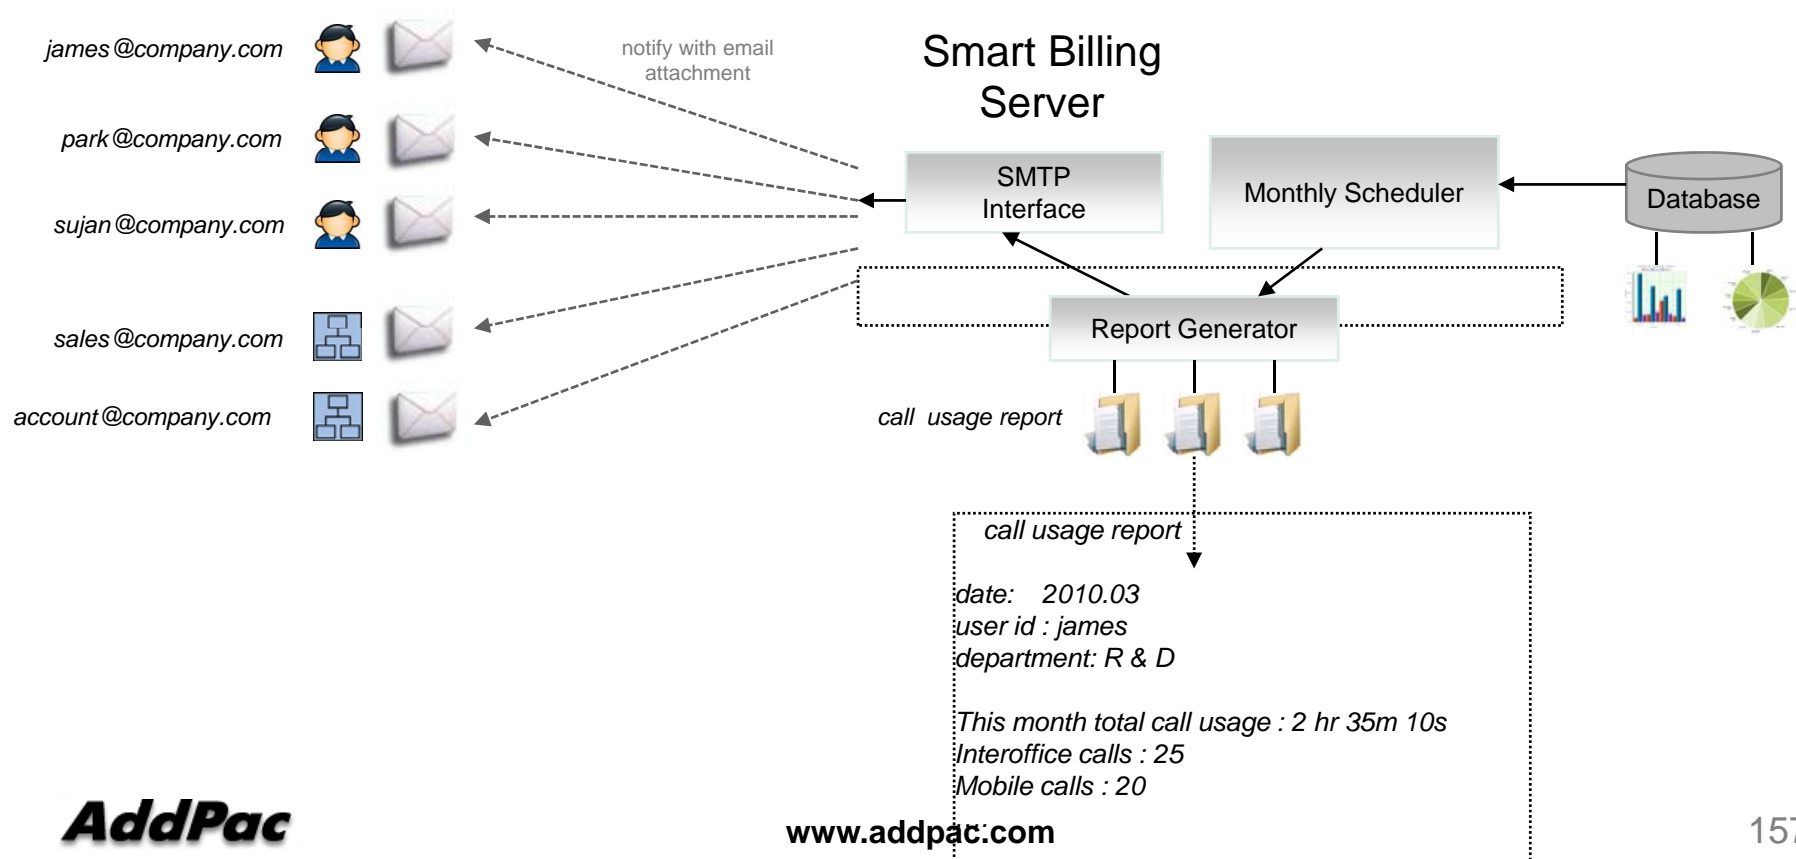 james@company.com
notify with email
attachment
Smart Billing
Server
park@company.com
SMTP
Interface
Monthly Scheduler
Database
sujan@company.com
sales@company.com
Report Generator
account@company.com
call usage report
call usage report
date: 2010.03
user id : james
department: R & D
This month total call usage : 2 hr 35m 10s
Interoffice calls : 25
Mobile calls : 20
....
AddPac
www.addpac.com
157